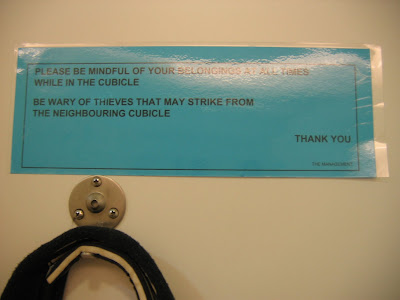 PLEASE BE MINDFUL OF YOUR BELONGINGS AT ALL TIMES
WHILE IN THE CUBICLE
BE WARY OF THIEVES THAT MAY STRIKE FROM
THE NEIGHBOURING CUBICLE
THANK YOU
THE MANAGEMENT